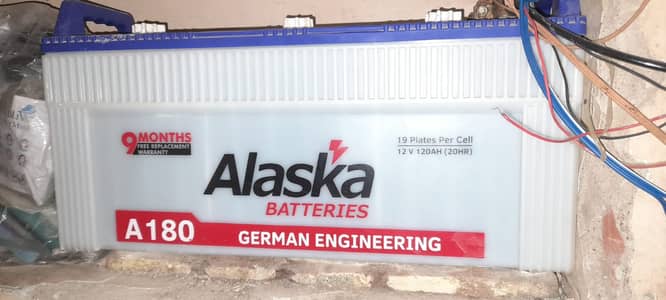 9 MONTHS
FREE REPLACEMENT
WARRANTY
19 Plates Per Cell
12 V 120AH (20HR)
Alaska
BATTERIES
A180
GERMAN ENGINEERING